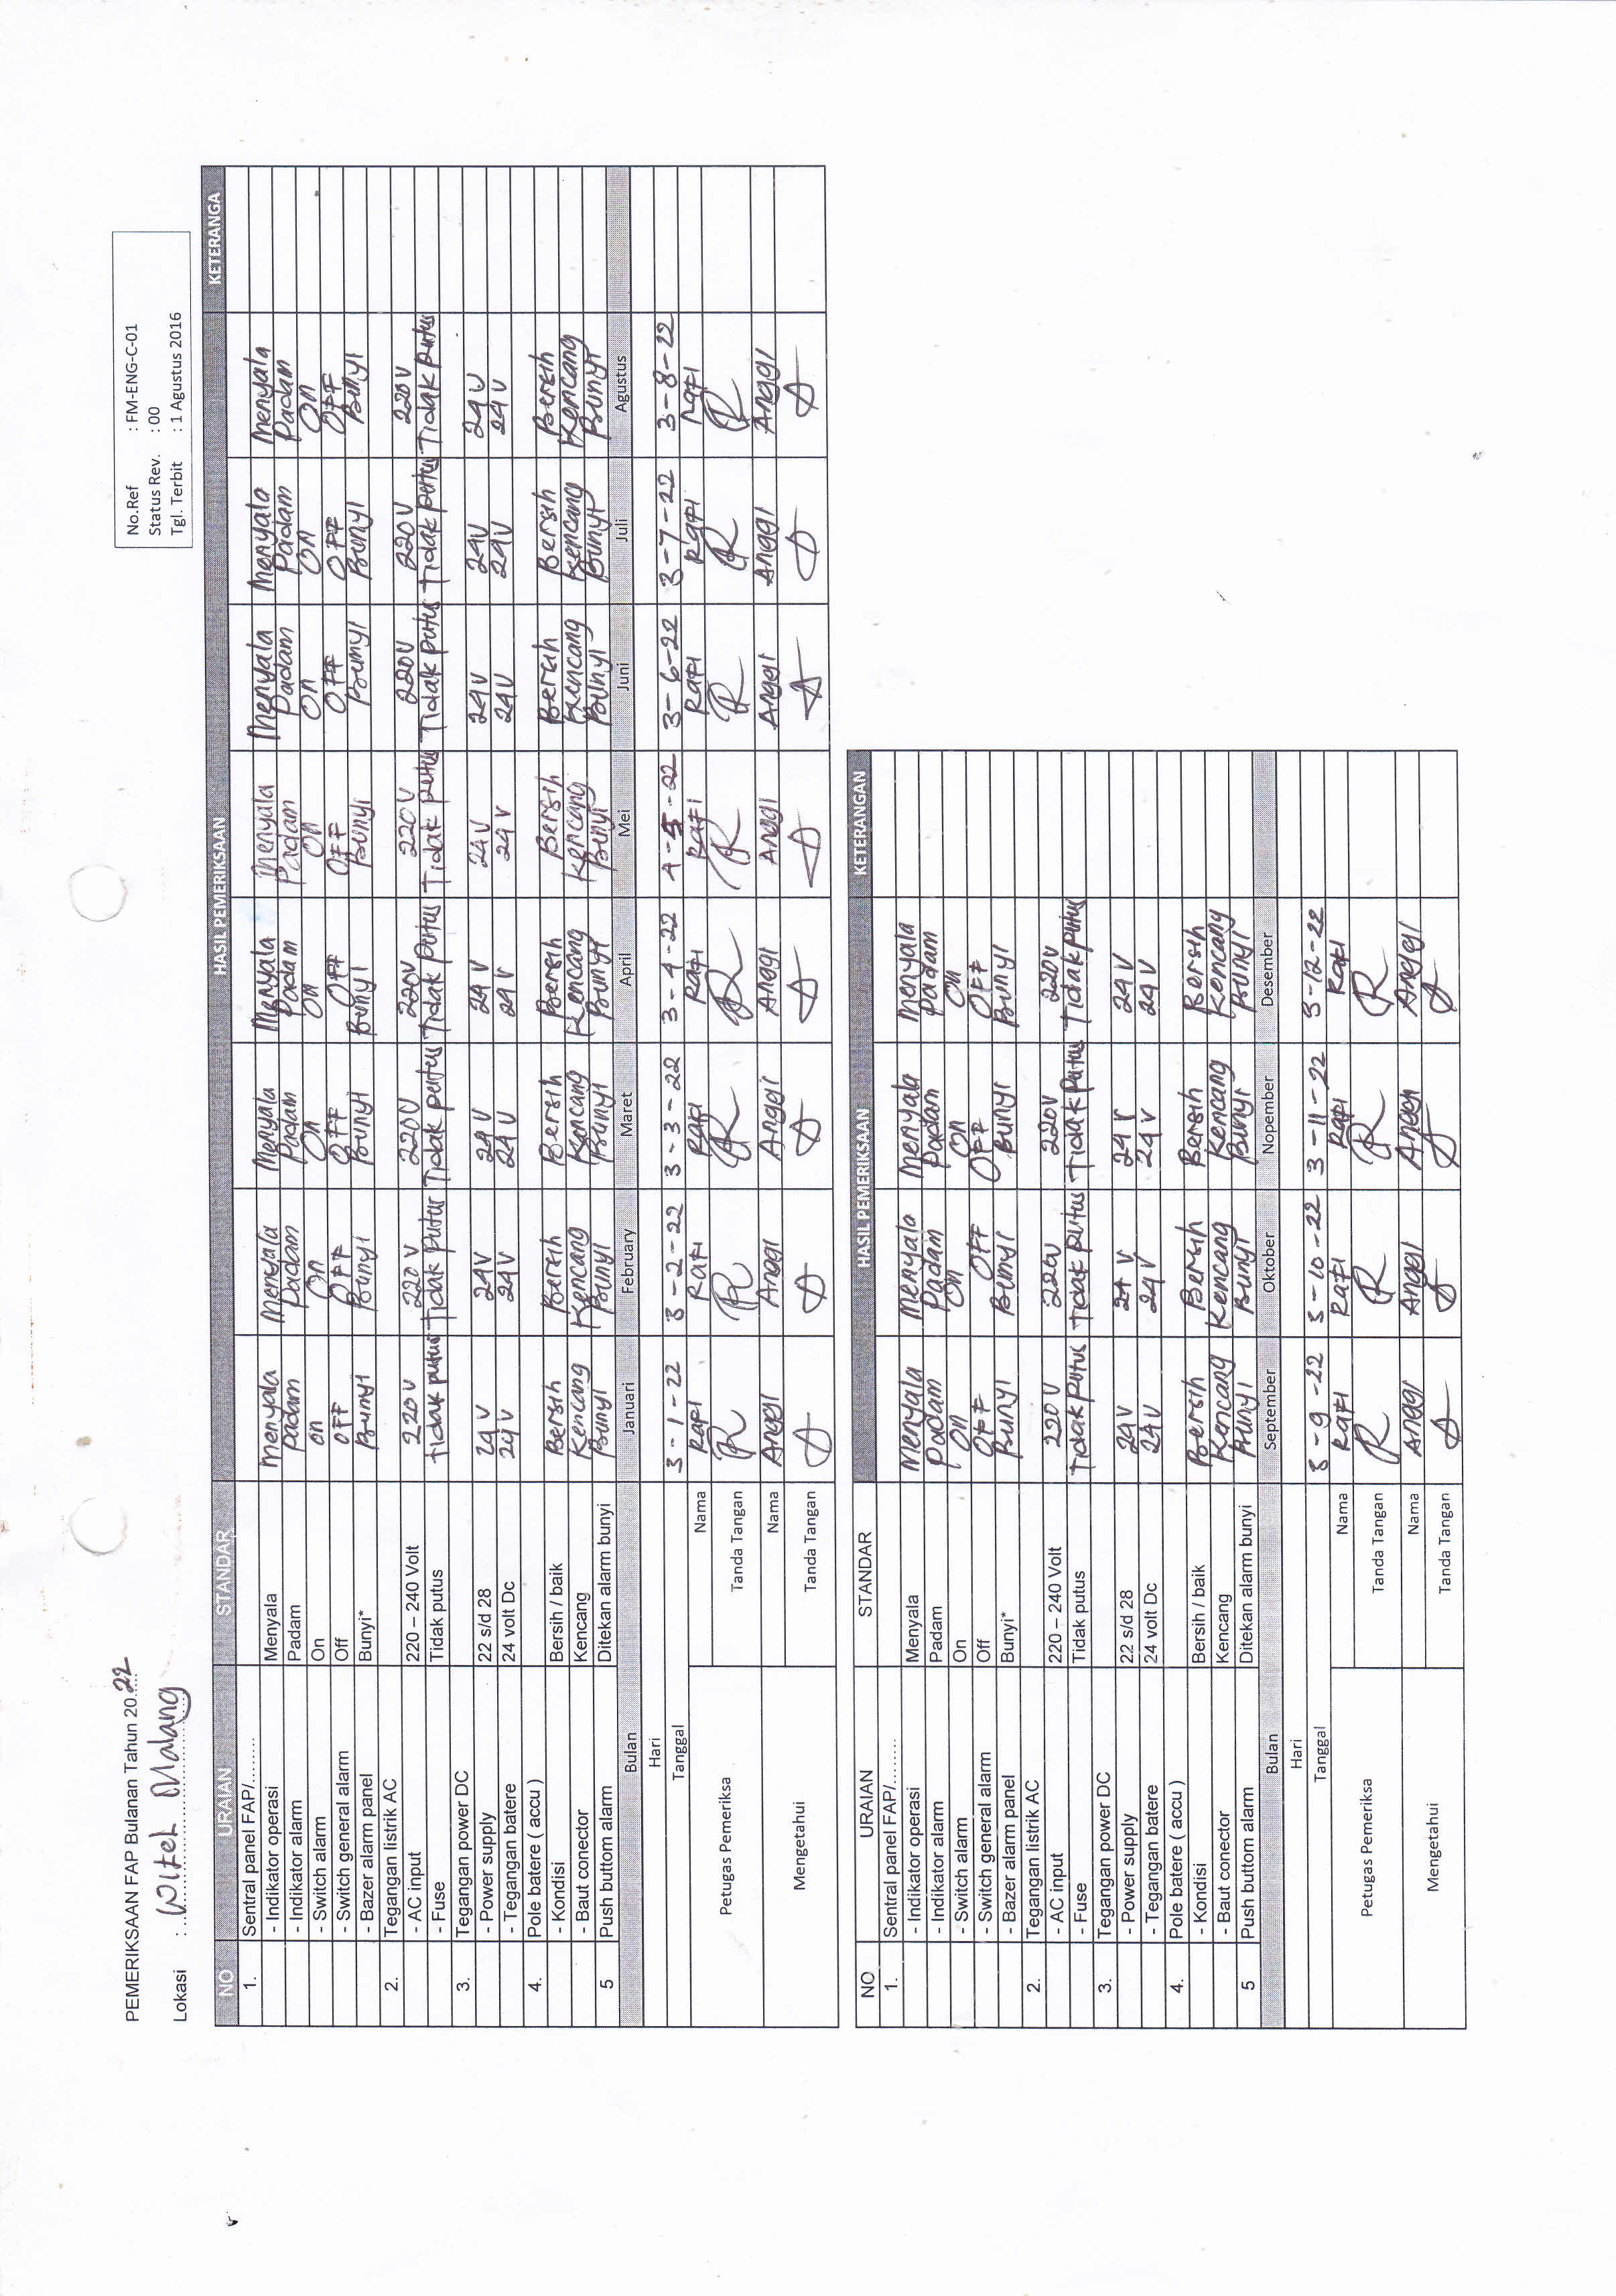 PEMERIKSAAN FAP Bulanan Tahun 20.22
Lokasi : Witel Malang
No.Ref : FM-ENG-C-01
Status Rev. : 00
Tgl. Terbit : 1 Agustus 2016
NO URAIAN STANDAR HASIL PEMERIKSAAN KETERANGA
1. Sentral panel FAP/........
- Indikator operasi Menyala Menyala Menyala Menyala Menyala Menyala Menyala Menyala Menyala
- Indikator alarm Padam Padam Padam Padam Padam Padam Padam Padam Padam
- Switch alarm On on On On On On On On On
- Switch general alarm Off OFF OFF OFF OFF OFF OFF OFF OFF
- Bazer alarm panel Bunyi* Bunyi Bunyi Bunyi Bunyi Bunyi Bunyi Bunyi Bunyi
2. Tegangan listrik AC
- AC input 220 – 240 Volt 220 V 220 V 220V 220V 220V 220V 220V 220V
- Fuse Tidak putus Tidak putus Tidak putus Tidak putus Tidak putus Tidak putus Tidak putus Tidak putus Tidak putus
3. Tegangan power DC
- Power supply 22 s/d 28 24 V 24V 24 V 24 V 24V 24V 24V 24V
- Tegangan batere 24 volt Dc 24 V 24V 24 V 24 V 24 V 24V 24V 24 V
4. Pole batere ( accu )
- Kondisi Bersih / baik Bersih Bersih Bersih Bersih Bersih Bersih Bersih Bersih
- Baut conector Kencang Kencang Kencang Kencang Kencang Kencang Kencang Kencang Kencang
5 Push buttom alarm Ditekan alarm bunyi Bunyi Bunyi Bunyi Bunyi Bunyi Bunyi Bunyi Bunyi
Bulan Januari February Maret April Mei Juni Juli Agustus
Hari
Tanggal 3-1-22 3-2-22 3-3-22 3-4-22 4-5-22 3-6-22 3-7-22 3-8-22
Petugas Pemeriksa Nama Rafi Rafi Rafi Rafi Rafi Rafi Rafi Rafi
Tanda Tangan
Mengetahui Nama Anggi Anggi Anggi Anggi Anggi Anggi Anggi Anggi
Tanda Tangan
NO URAIAN STANDAR HASIL PEMERIKSAAN KETERANGAN
1. Sentral panel FAP/........
- Indikator operasi Menyala Menyala Menyala Menyala Menyala
- Indikator alarm Padam Padam Padam Padam Padam
- Switch alarm On On On On On
- Switch general alarm Off OFF OFF OFF OFF
- Bazer alarm panel Bunyi* Bunyi Bunyi Bunyi Bunyi
2. Tegangan listrik AC
- AC input 220 – 240 Volt 220 V 220V 220V 220V
- Fuse Tidak putus Tidak putus Tidak putus Tidak putus Tidak putus
3. Tegangan power DC
- Power supply 22 s/d 28 24V 24 V 24 V 24 V
- Tegangan batere 24 volt Dc 24V 24V 24 V 24 V
4. Pole batere ( accu )
- Kondisi Bersih / baik Bersih Bersih Bersih Bersih
- Baut conector Kencang Kencang Kencang Kencang Kencang
5 Push buttom alarm Ditekan alarm bunyi Bunyi Bunyi Bunyi Bunyi
Bulan September Oktober Nopember Desember
Hari
Tanggal 3-9-22 3-10-22 3-11-22 3-12-22
Petugas Pemeriksa Nama Rafi Rafi Rafi Rafi
Tanda Tangan
Mengetahui Nama Anggi Anggi Anggi Anggi
Tanda Tangan